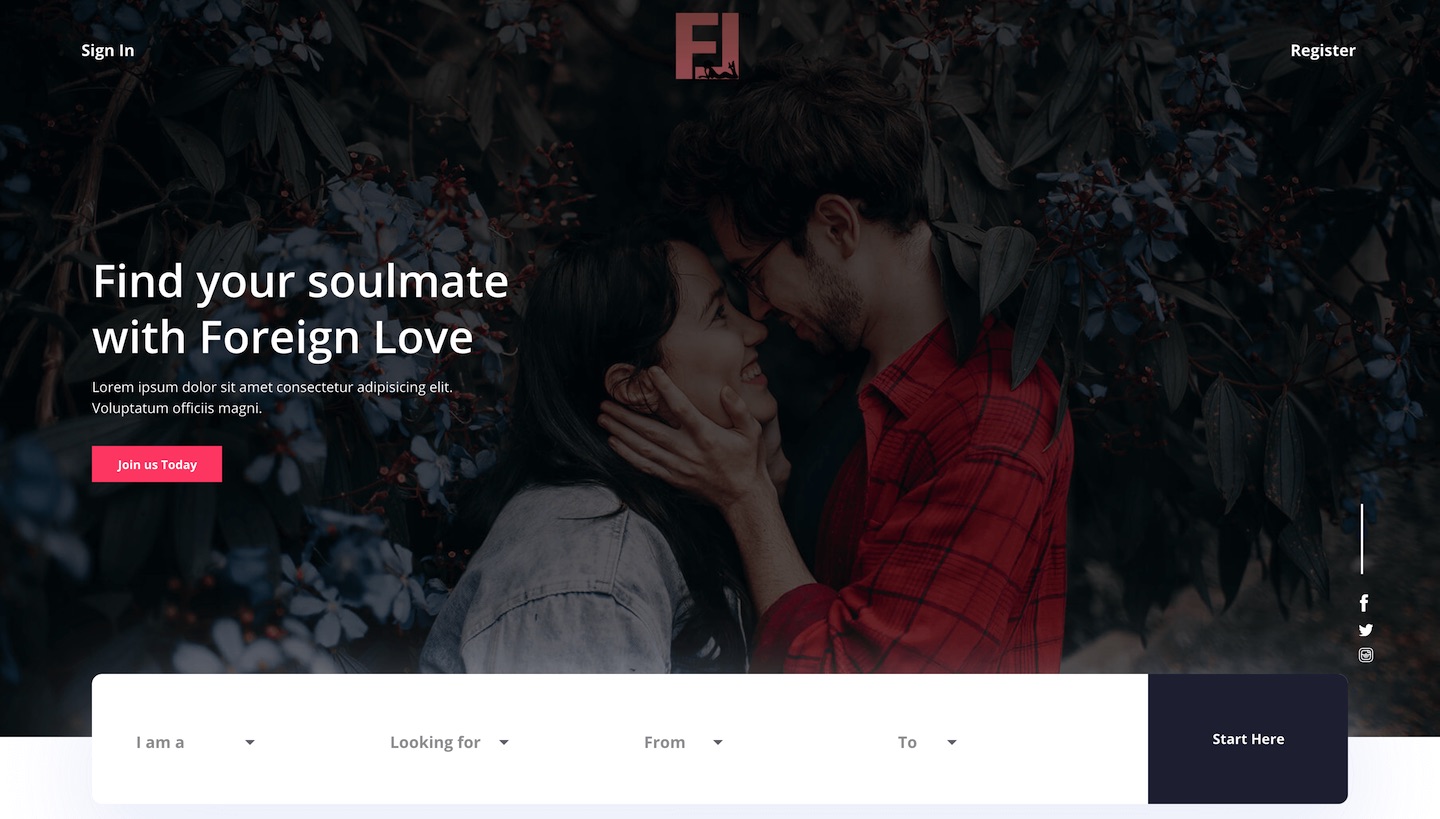 Sign In
FL
Register
Find your soulmate
with Foreign Love
Lorem ipsum dolor sit amet consectetur adipisicing elit.
Voluptatum officiis magni.
Join us Today
I am a
Looking for
From
To
Start Here